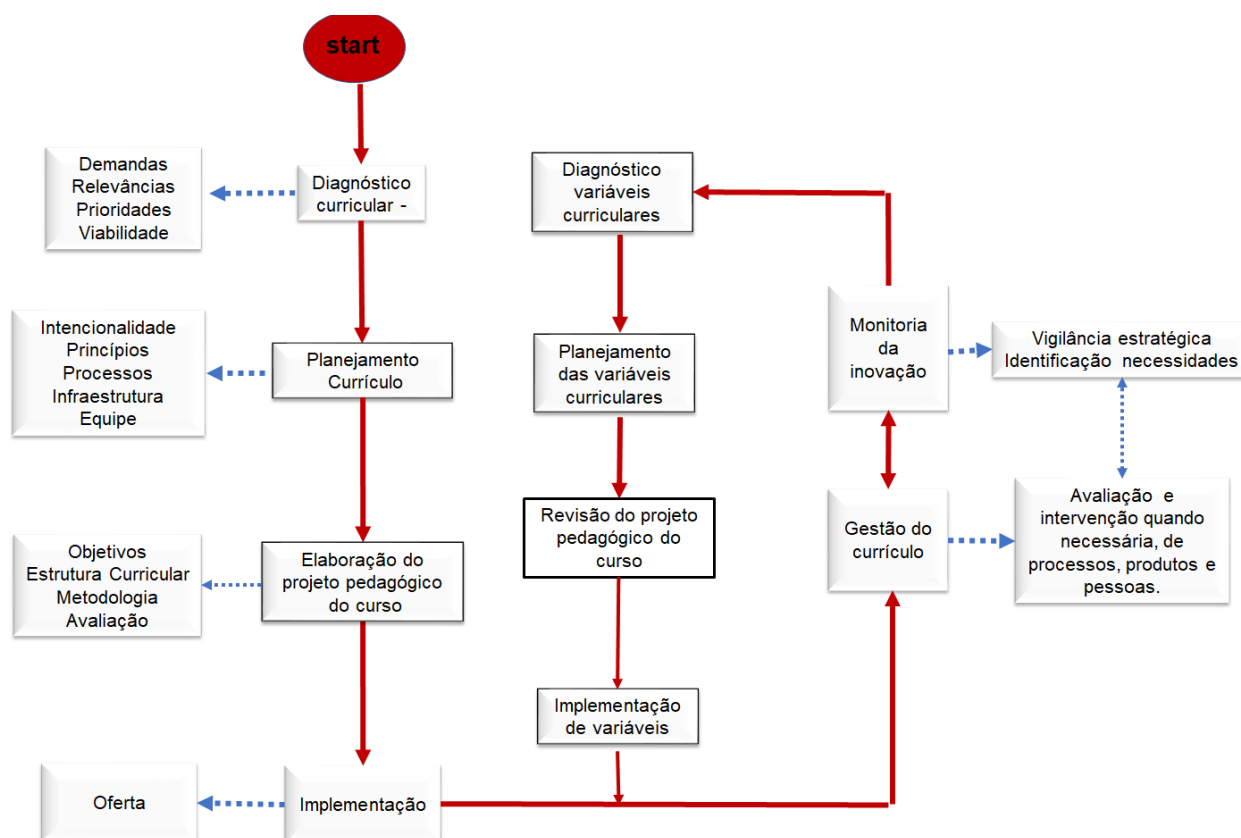 start
Demandas
Relevâncias
Prioridades
Viabilidade
Diagnóstico
curricular -
Intencionalidade
Princípios
Processos
Infraestrutura
Equipe
Planejamento
Currículo
Objetivos
Estrutura Curricular
Metodologia
Avaliação
Elaboração do
projeto pedagógico
do curso
Oferta
Implementação
Diagnóstico
variáveis
curriculares
Planejamento
das variáveis
curriculares
Revisão do projeto
pedagógico do
curso
Implementação
de variáveis
Monitoria
da
inovação
Vigilância estratégica
Identificação necessidades
Gestão do
currículo
Avaliação e
intervenção quando
necessária, de
processos, produtos e
pessoas.